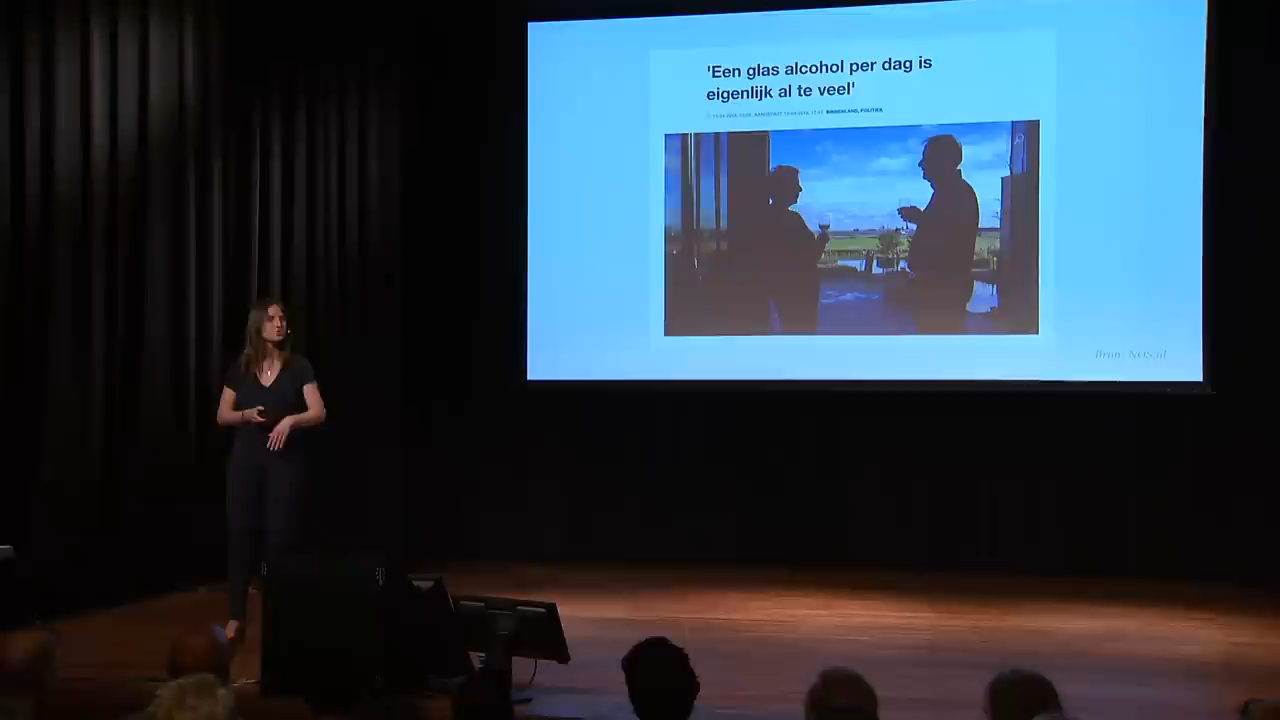 'Een glas alcohol per dag is
eigenlijk al te veel'
BINNENLAND, POLITIEK
Bron: NOS.nl